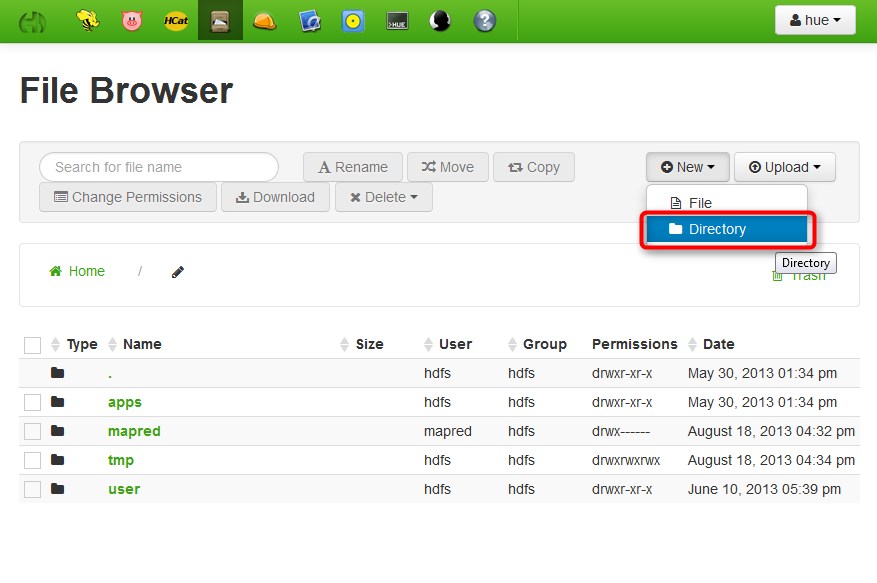 HCat
HUE
hue
File Browser
Search for file name
Rename
Move
Copy
New
Upload
Change Permissions
Download
Delete
File
Directory
Directory
Home /
Trash
Type Name Size User Group Permissions Date
. hdfs hdfs drwxr-xr-x May 30, 2013 01:34 pm
apps hdfs hdfs drwxr-xr-x May 30, 2013 01:34 pm
mapred mapred hdfs drwx------ August 18, 2013 04:32 pm
tmp hdfs hdfs drwxrwxrwx August 18, 2013 04:34 pm
user hdfs hdfs drwxr-xr-x June 10, 2013 05:39 pm